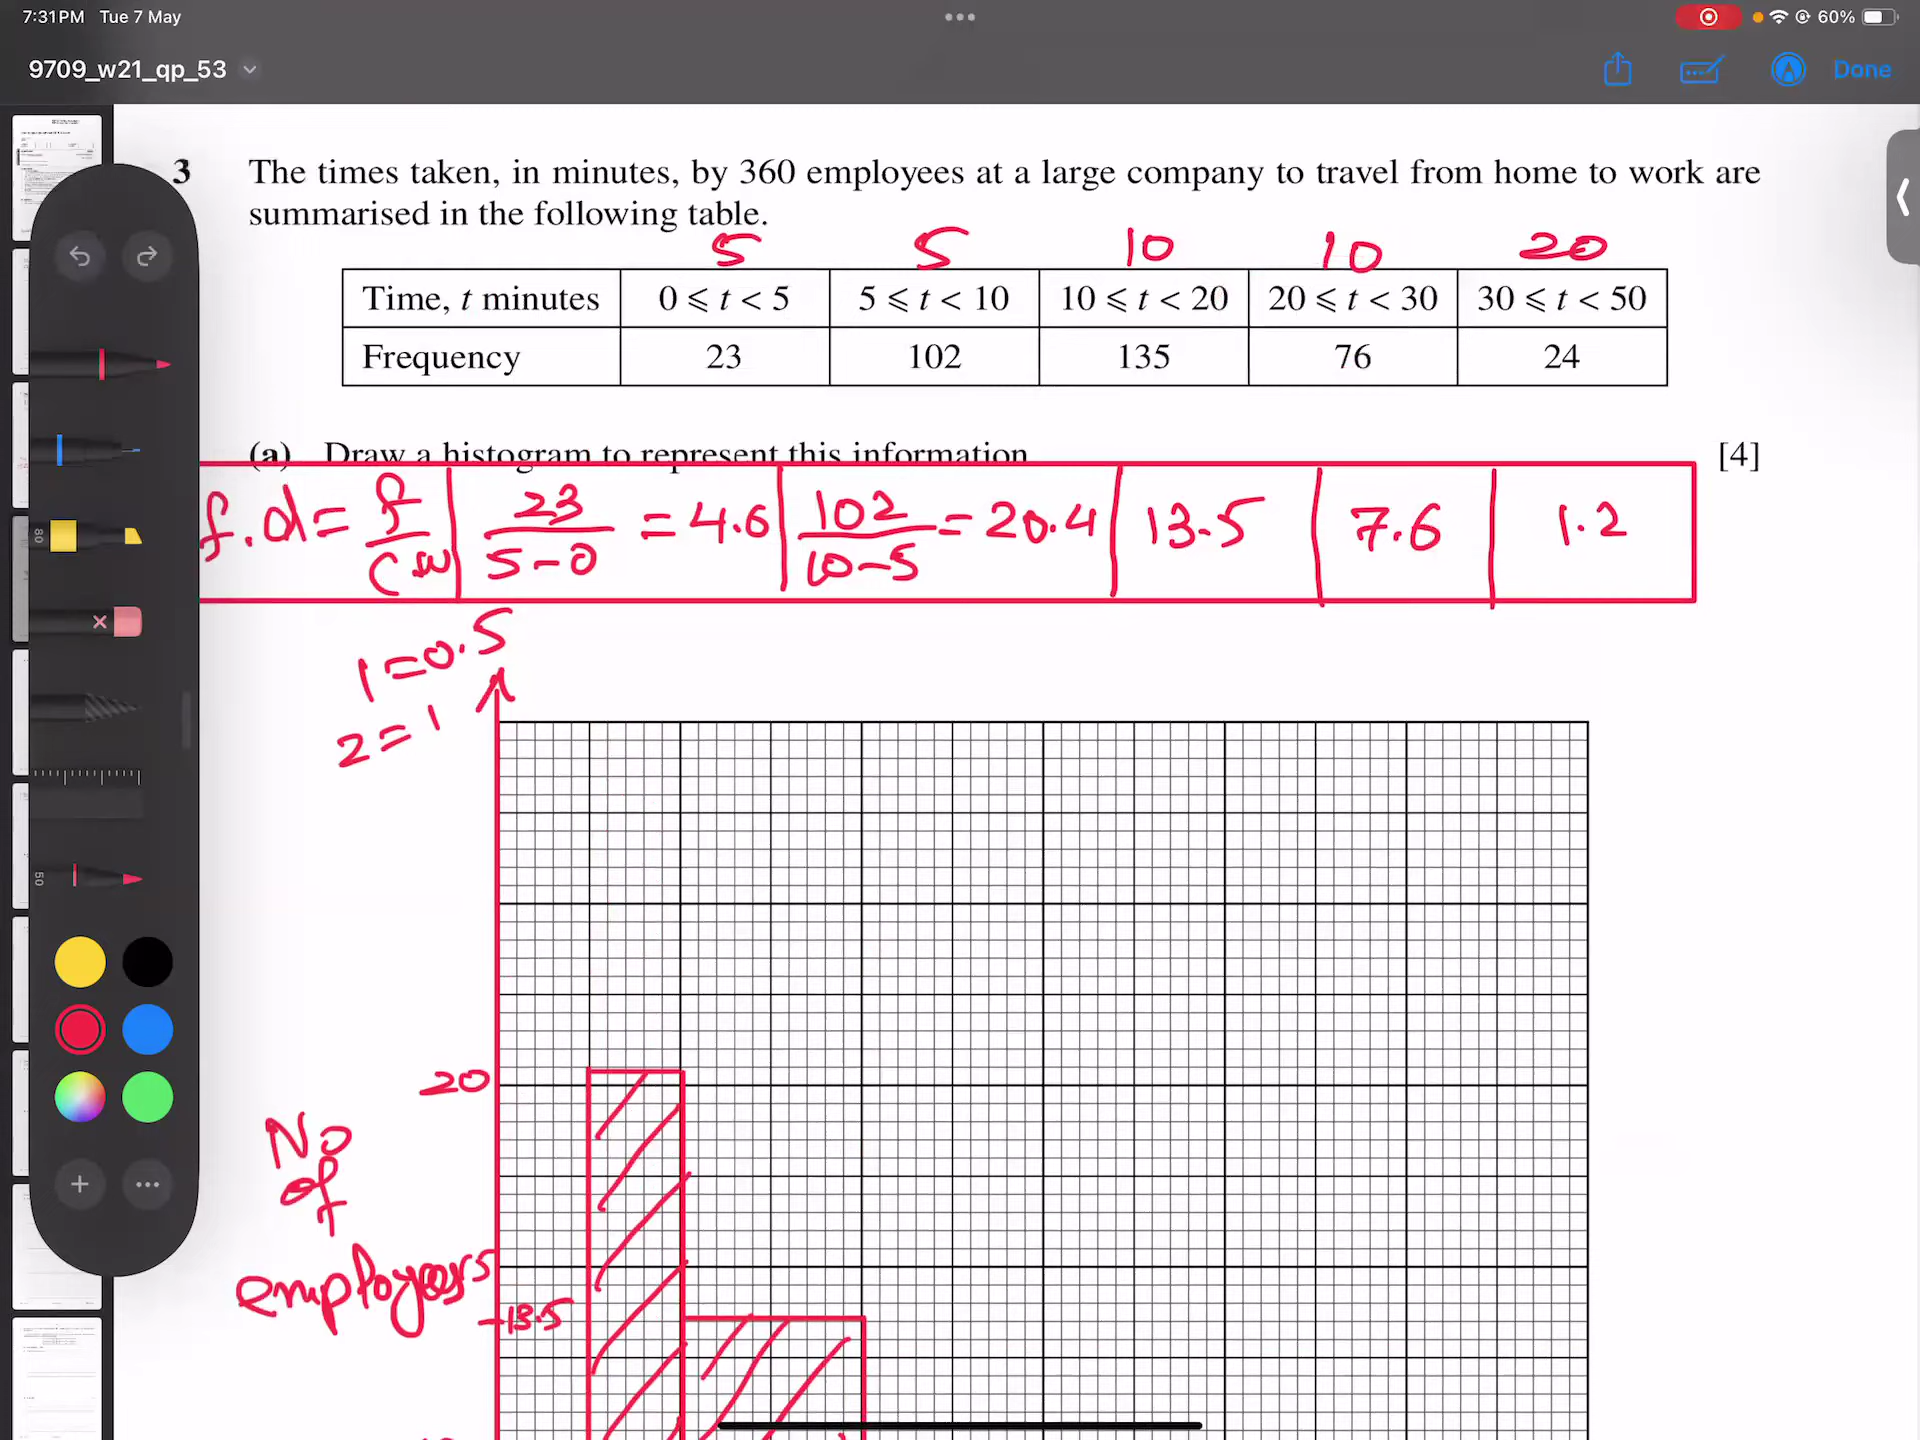 7:31PM Tue 7 May
60%
9709_w21_qp_53
Done
3 The times taken, in minutes, by 360 employees at a large company to travel from home to work are
summarised in the following table.
5 5 10 10 20
Time, t minutes 0 ⩽ t < 5 5 ⩽ t < 10 10 ⩽ t < 20 20 ⩽ t < 30 30 ⩽ t < 50
Frequency 23 102 135 76 24
(a) Draw a histogram to represent this information [4]
f.d = f/cw 23/5-0 = 4.6 102/10-5 = 20.4 13.5 7.6 1.2
1=0.5
2=1
20
No
of
employees
13.5
80
50